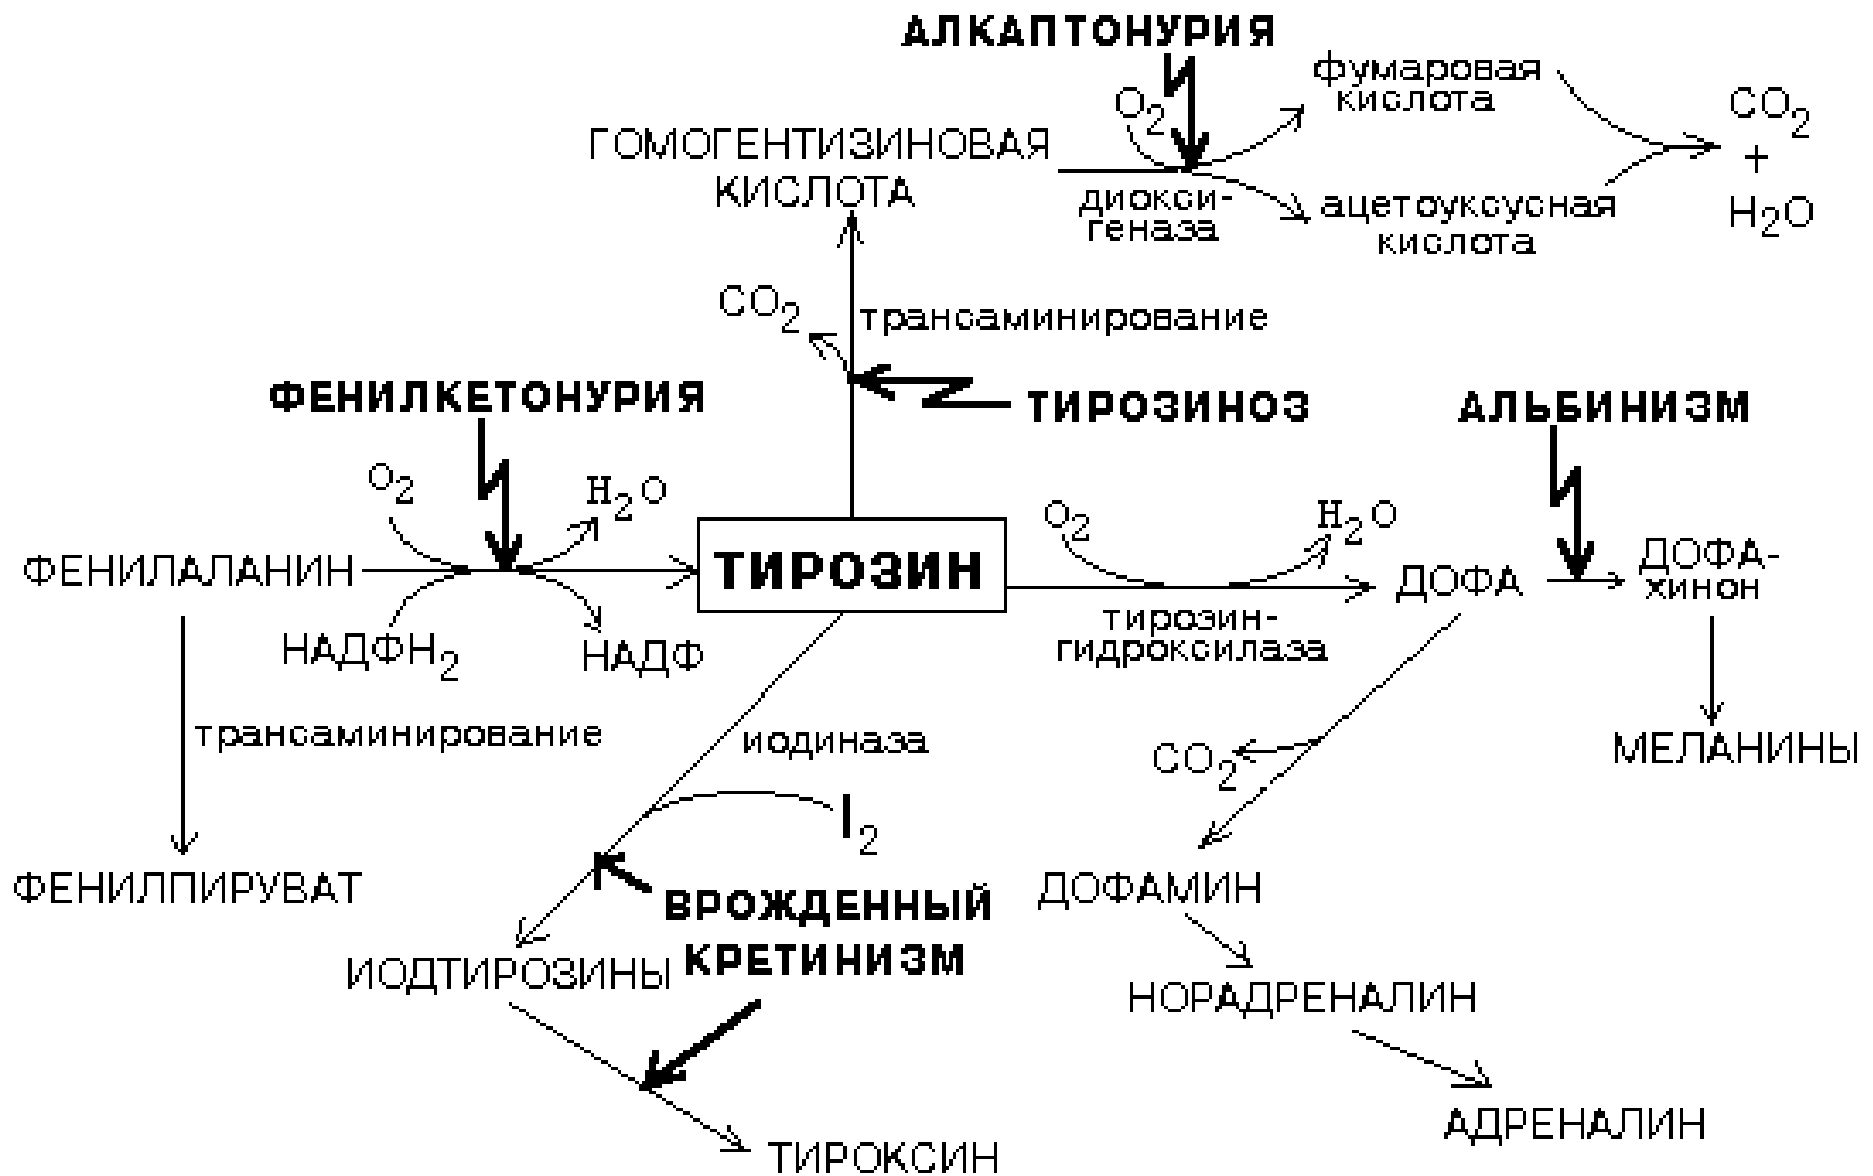 АЛКАПТОНУРИЯ
фумаровая
кислота
O2
CO2
+
H2O
ГОМОГЕНТИЗИНОВАЯ
КИСЛОТА
диокси-
геназа
ацетоуксусная
кислота
CO2
трансаминирование
ФЕНИЛКЕТОНУРИЯ
ТИРОЗИНОЗ
АЛЬБИНИЗМ
O2
H2O
O2
H2O
ФЕНИЛАЛАНИН
ТИРОЗИН
ДОФА
ДОФА-
хинон
НАДФH2
НАДФ
тирозин-
гидроксилаза
трансаминирование
иодиназа
CO2
МЕЛАНИНЫ
I2
ФЕНИЛПИРУВАТ
ВРОЖДЕННЫЙ
КРЕТИНИЗМ
ДОФАМИН
ИОДТИРОЗИНЫ
НОРАДРЕНАЛИН
ТИРОКСИН
АДРЕНАЛИН